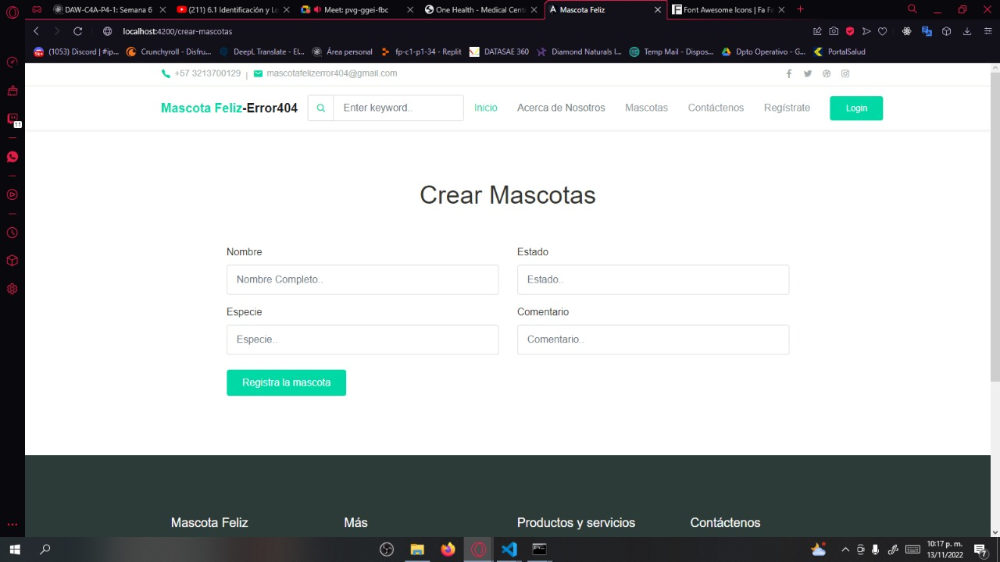 DAW-C4A-P4-1: Semana 6
(211) 6.1 Identificación y Lo
Meet: pvg-ggei-fbc
One Health - Medical Cent
Mascota Feliz
Font Awesome Icons | Fa Fa
localhost:4200/crear-mascotas
(1053) Discord | #ip...
Crunchyroll - Disfru...
DeepL Translate - El...
Área personal
fp-c1-p1-34 - Replit
DATASAE 360
Diamond Naturals I...
Temp Mail - Dispos...
Dpto Operativo - G...
PortalSalud
+57 3213700129 | mascotafelizerror404@gmail.com
Mascota Feliz-Error404
Enter keyword..
Inicio
Acerca de Nosotros
Mascotas
Contáctenos
Regístrate
Login
11
Crear Mascotas
Nombre
Estado
Nombre Completo..
Estado..
Especie
Comentario
Especie..
Comentario..
Registra la mascota
Mascota Feliz
Más
Productos y servicios
Contáctenos
10:17 p. m.
13/11/2022
7